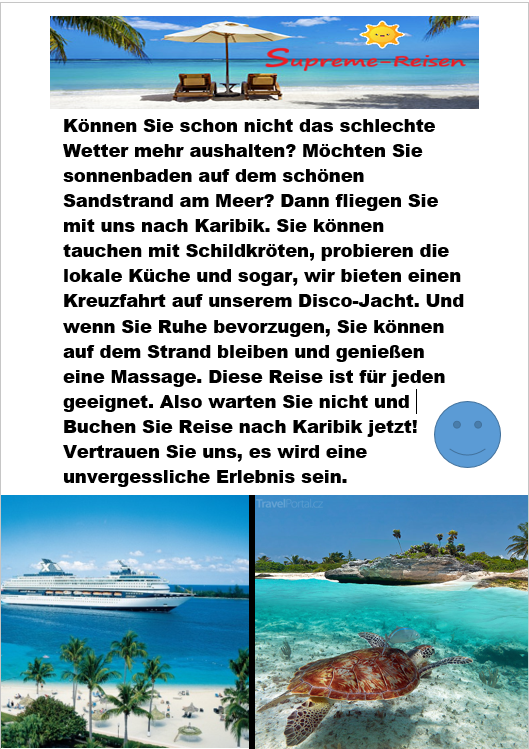 Supreme-Reisen
Können Sie schon nicht das schlechte
Wetter mehr aushalten? Möchten Sie
sonnenbaden auf dem schönen
Sandstrand am Meer? Dann fliegen Sie
mit uns nach Karibik. Sie können
tauchen mit Schildkröten, probieren die
lokale Küche und sogar, wir bieten einen
Kreuzfahrt auf unserem Disco-Jacht. Und
wenn Sie Ruhe bevorzugen, Sie können
auf dem Strand bleiben und genießen
eine Massage. Diese Reise ist für jeden
geeignet. Also warten Sie nicht und
Buchen Sie Reise nach Karibik jetzt!
Vertrauen Sie uns, es wird eine
unvergessliche Erlebnis sein.
TravelPortal.cz